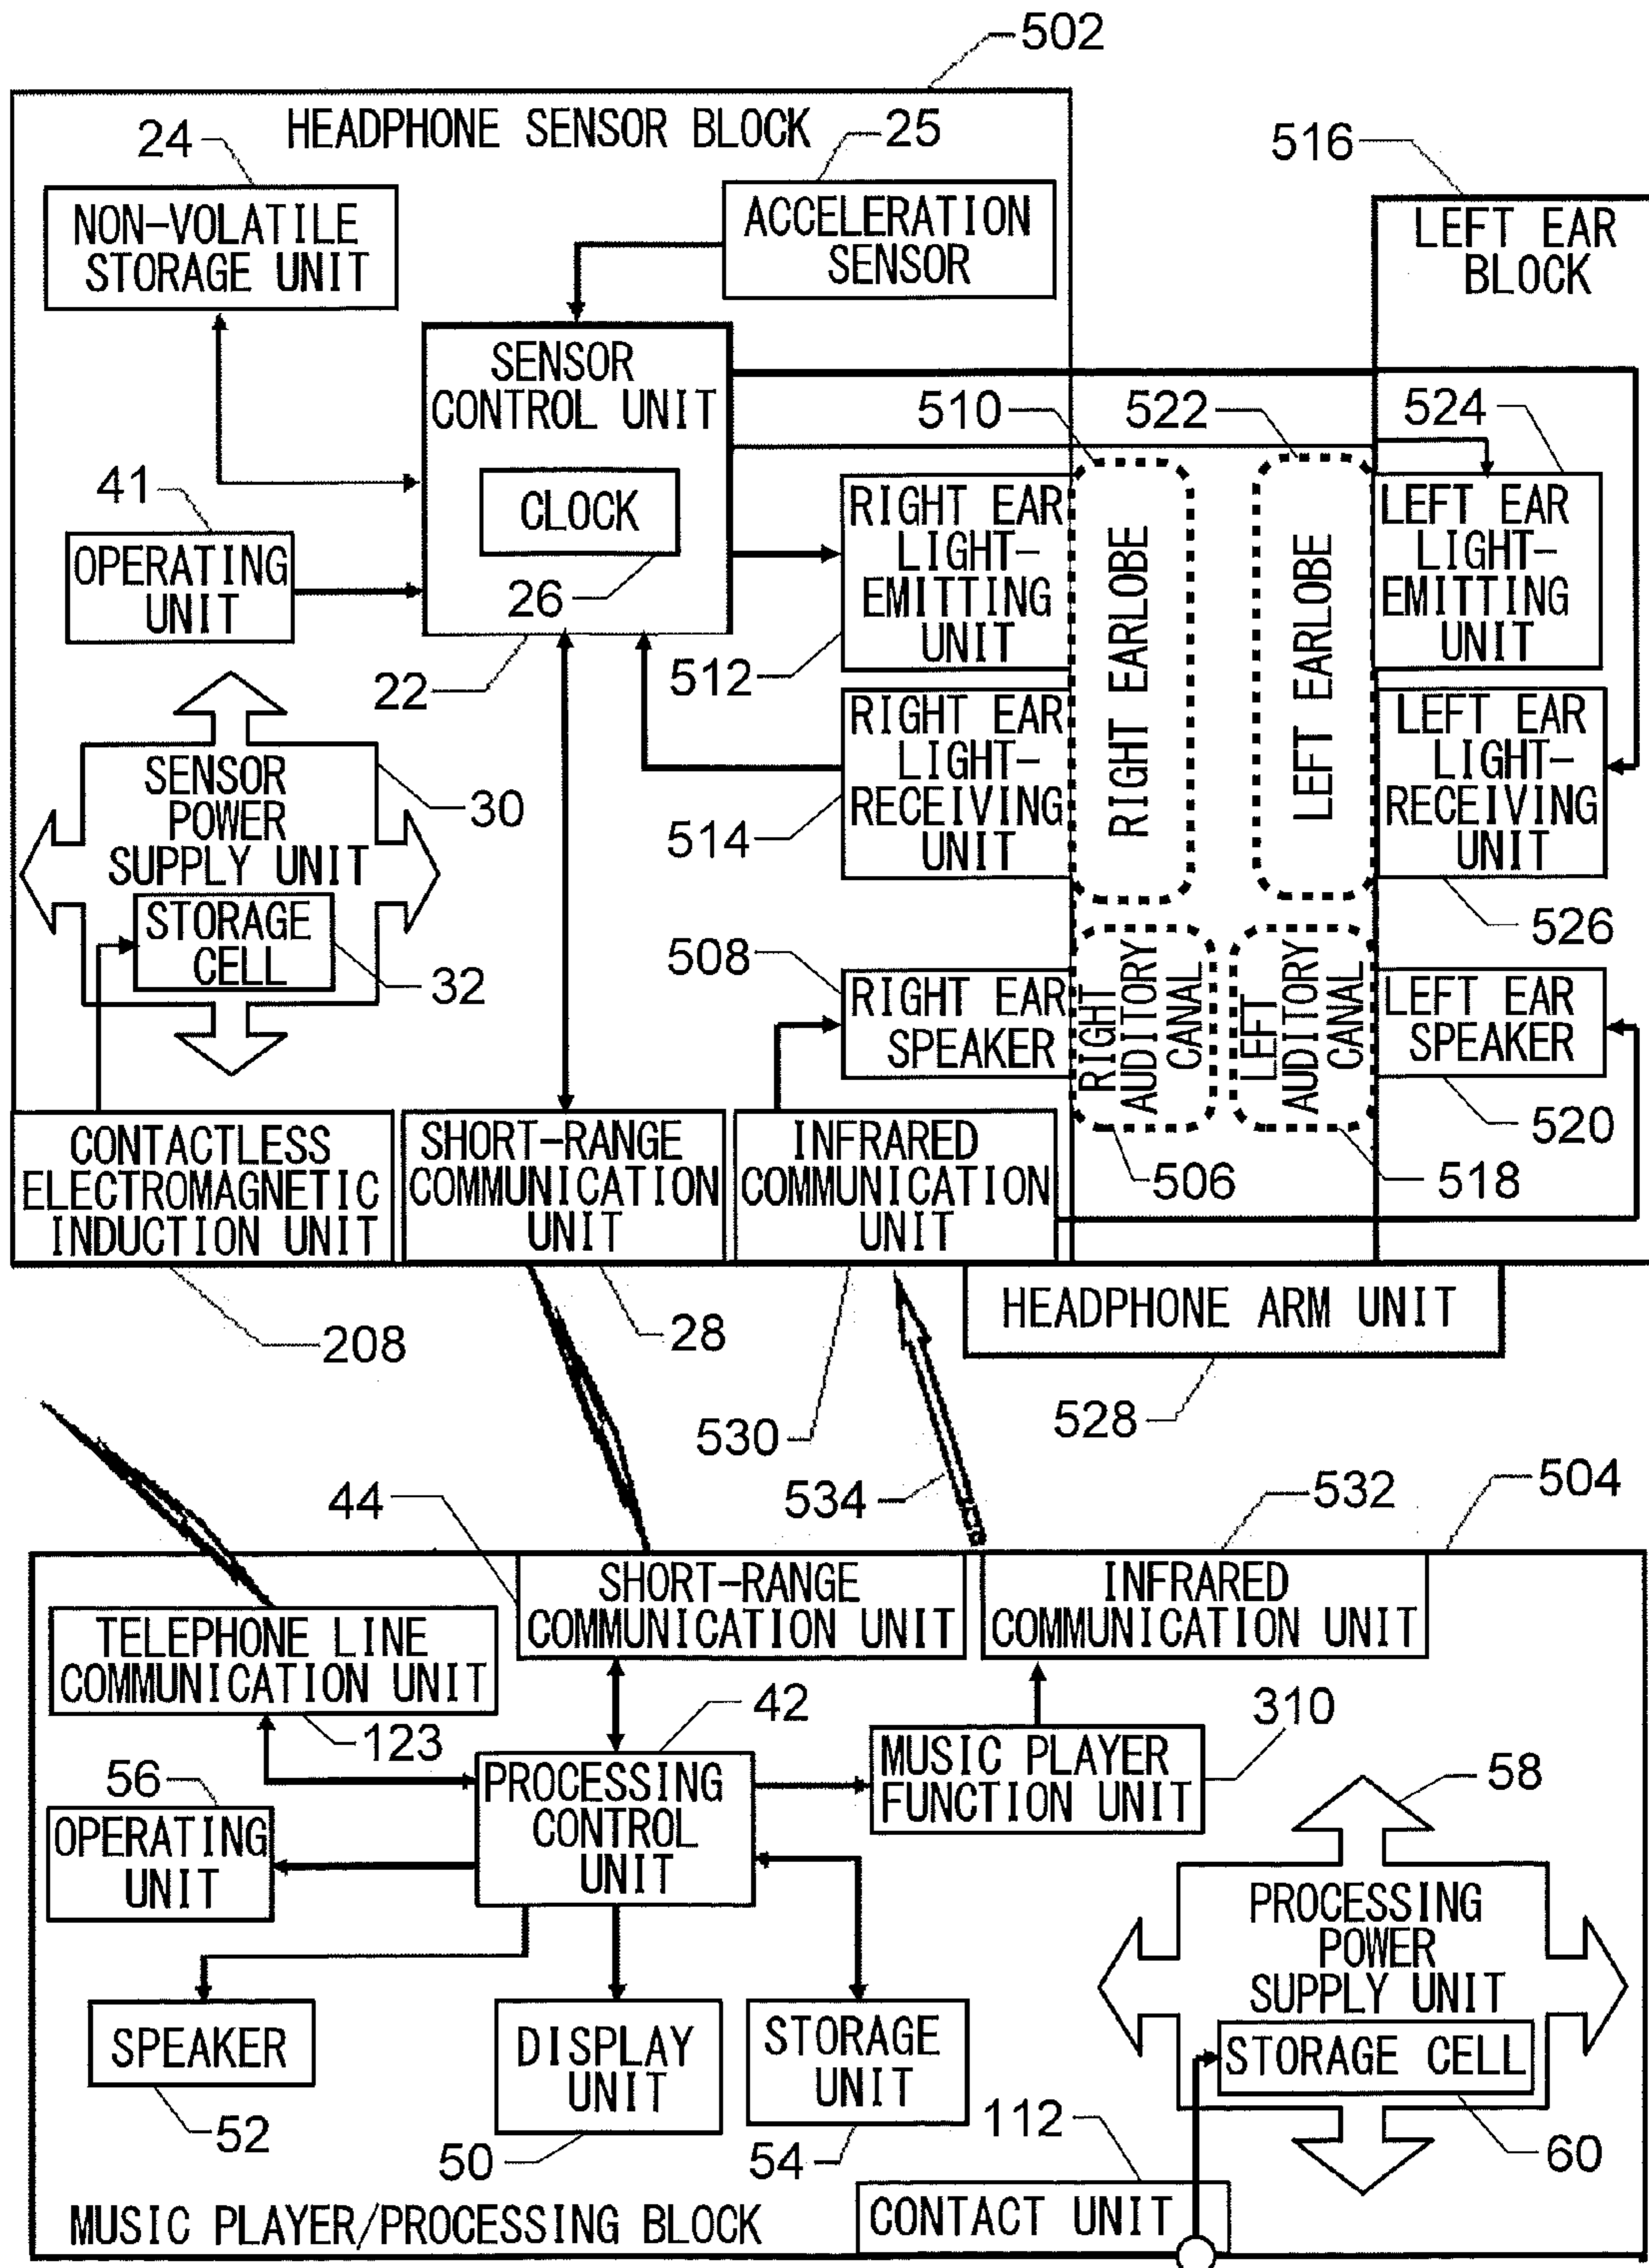 502
HEADPHONE SENSOR BLOCK
24
25
516
NON-VOLATILE
STORAGE UNIT
ACCELERATION
SENSOR
LEFT EAR
BLOCK
SENSOR
CONTROL UNIT
510
522
524
41
CLOCK
26
OPERATING
UNIT
22
RIGHT EAR
LIGHT-
EMITTING
UNIT
512
RIGHT EARLOBE
LEFT EARLOBE
LEFT EAR
LIGHT-
EMITTING
UNIT
SENSOR
POWER
SUPPLY UNIT
30
STORAGE
CELL
32
RIGHT EAR
LIGHT-
RECEIVING
UNIT
514
LEFT EAR
LIGHT-
RECEIVING
UNIT
526
508
RIGHT EAR
SPEAKER
RIGHT
AUDITORY
CANAL
LEFT
AUDITORY
CANAL
LEFT EAR
SPEAKER
520
506
518
CONTACTLESS
ELECTROMAGNETIC
INDUCTION UNIT
SHORT-RANGE
COMMUNICATION
UNIT
INFRARED
COMMUNICATION
UNIT
HEADPHONE ARM UNIT
208
28
530
528
534
44
532
504
SHORT-RANGE
COMMUNICATION UNIT
INFRARED
COMMUNICATION UNIT
TELEPHONE LINE
COMMUNICATION UNIT
123
42
310
56
PROCESSING
CONTROL
UNIT
MUSIC PLAYER
FUNCTION UNIT
58
OPERATING
UNIT
PROCESSING
POWER
SUPPLY UNIT
STORAGE CELL
60
SPEAKER
52
DISPLAY
UNIT
50
STORAGE
UNIT
54
112
CONTACT UNIT
MUSIC PLAYER/PROCESSING BLOCK